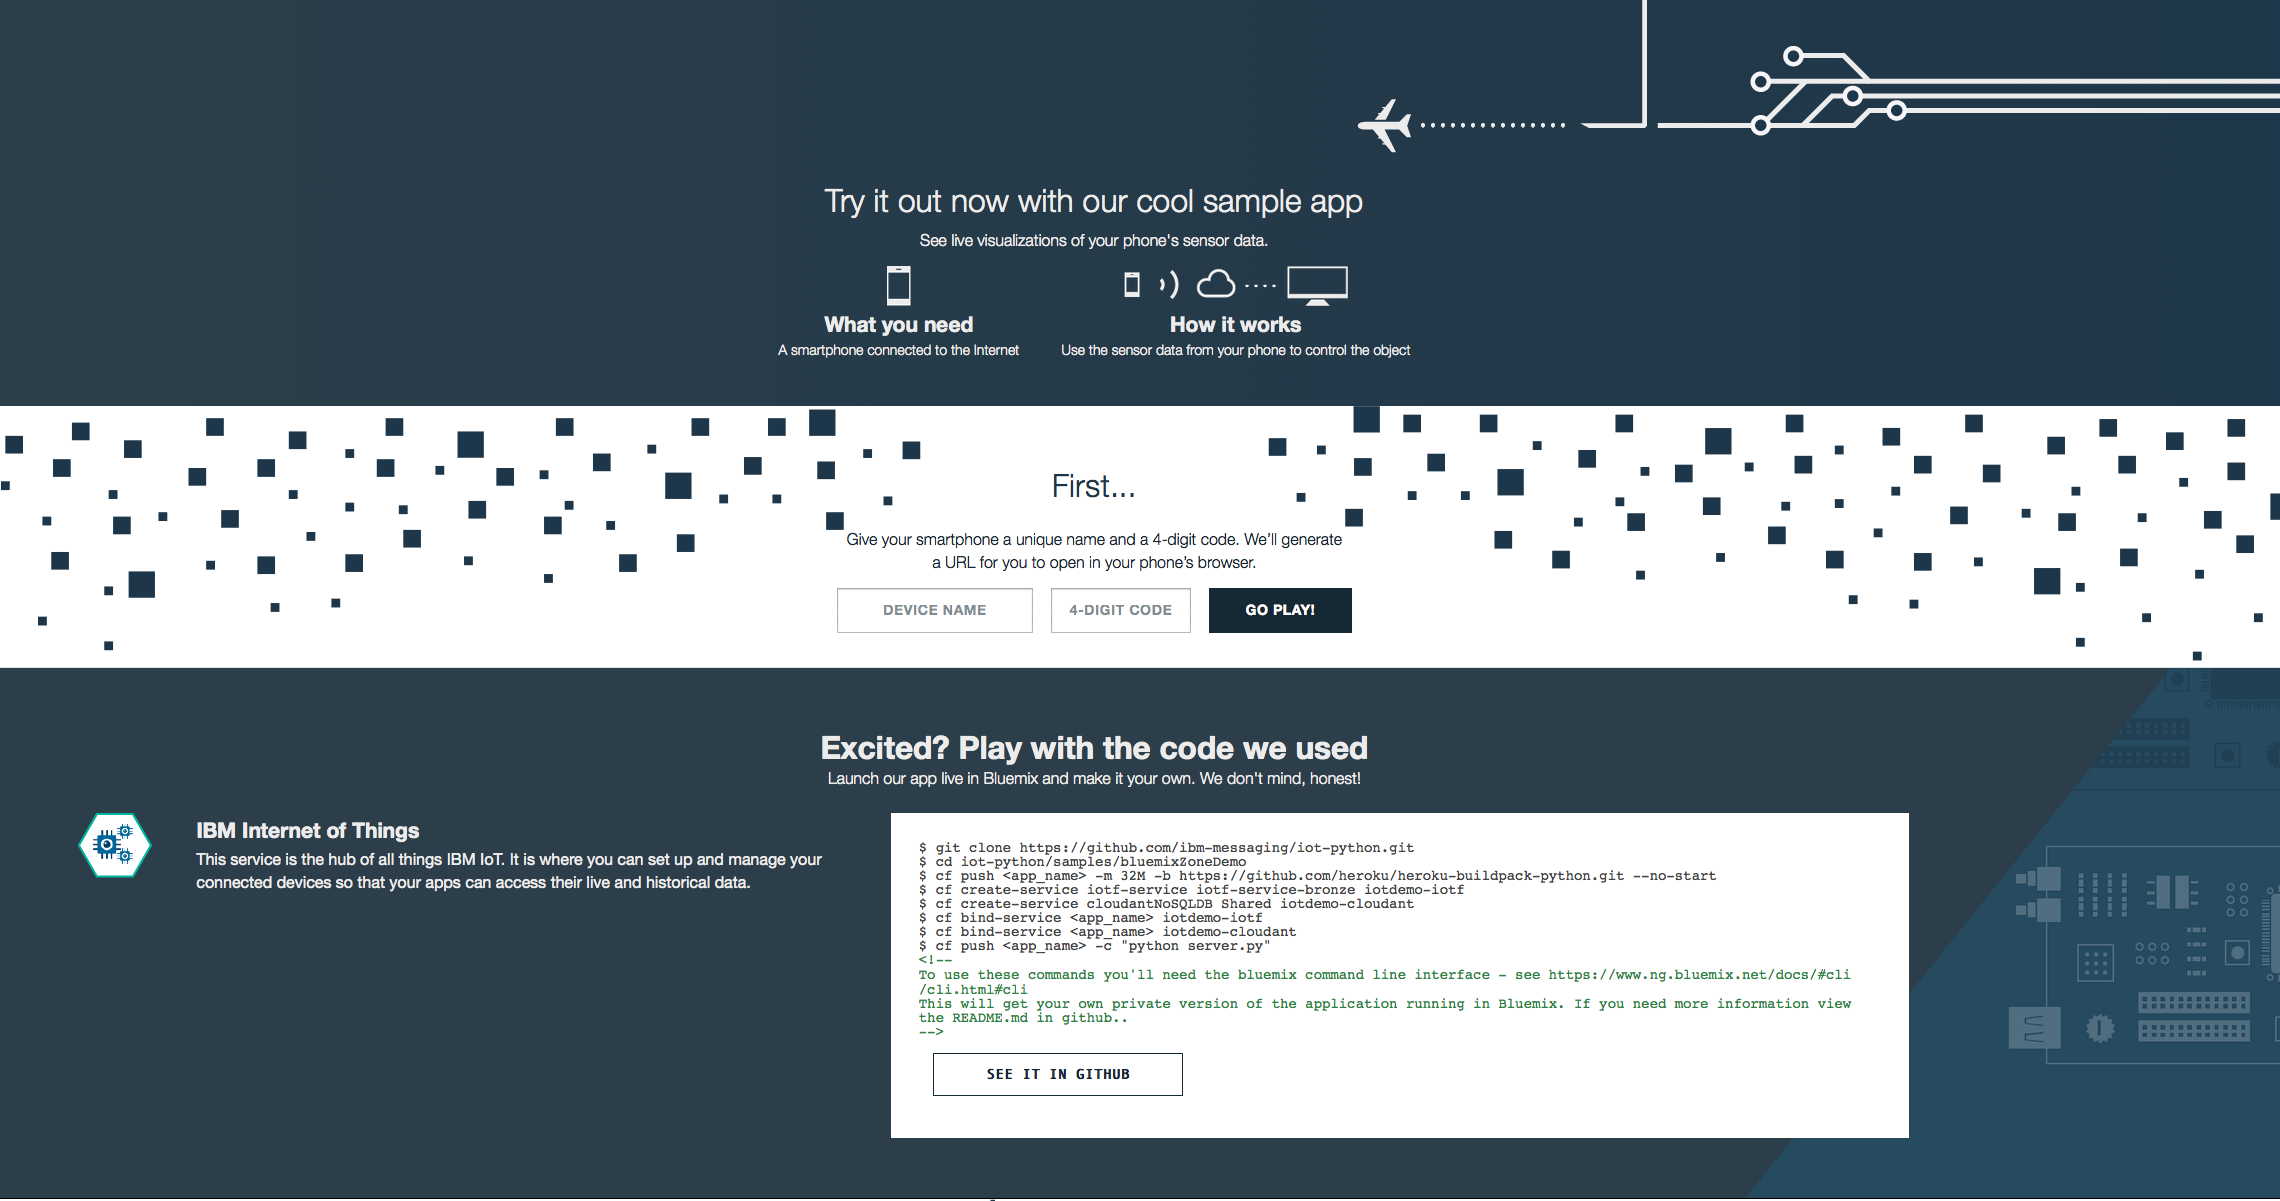 Try it out now with our cool sample app
See live visualizations of your phone's sensor data.
What you need
A smartphone connected to the Internet
How it works
Use the sensor data from your phone to control the object
First...
Give your smartphone a unique name and a 4-digit code. We'll generate
a URL for you to open in your phone's browser.
DEVICE NAME
4-DIGIT CODE
GO PLAY!
Excited? Play with the code we used
Launch our app live in Bluemix and make it your own. We don't mind, honest!
IBM Internet of Things
This service is the hub of all things IBM IoT. It is where you can set up and manage your
connected devices so that your apps can access their live and historical data.
$ git clone https://github.com/ibm-messaging/iot-python.git
$ cd iot-python/samples/bluemixZoneDemo
$ cf push <app_name> -m 32M -b https://github.com/heroku/heroku-buildpack-python.git --no-start
$ cf create-service iotf-service iotf-service-bronze iotdemo-iotf
$ cf create-service cloudantNoSQLDB Shared iotdemo-cloudant
$ cf bind-service <app_name> iotdemo-iotf
$ cf bind-service <app_name> iotdemo-cloudant
$ cf push <app_name> -c "python server.py"
<!--
To use these commands you'll need the bluemix command line interface - see https://www.ng.bluemix.net/docs/#cli
/cli.html#cli
This will get your own private version of the application running in Bluemix. If you need more information view
the README.md in github..
-->
SEE IT IN GITHUB